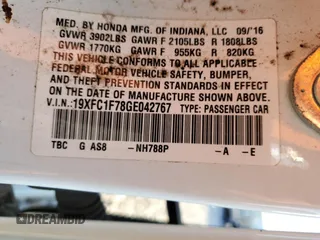 MFD. BY HONDA MFG. OF INDIANA, LLC 09/16
GVWR 3902LBS GAWR F 2105LBS R 1808LBS
GVWR 1770KG GAWR F 955KG R 820KG
THIS VEHICLE CONFORMS TO ALL APPLICABLE
FEDERAL MOTOR VEHICLE SAFETY, BUMPER,
AND THEFT PREVENTION STANDARDS IN EFFECT
ON THE DATE OF MANUFACTURE SHOWN ABOVE.
V.I.N.: 19XFC1F78GE042767 TYPE: PASSENGER CAR
TBC G AS8 -NH788P -A -E
DREAMBID